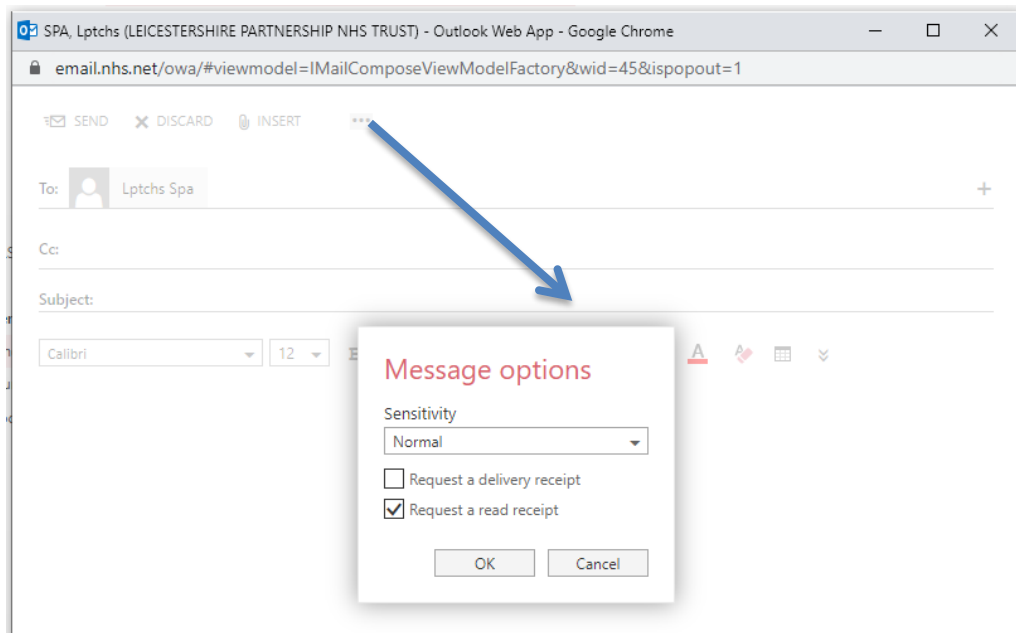 SPA, Lptchs (LEICESTERSHIRE PARTNERSHIP NHS TRUST) - Outlook Web App - Google Chrome
email.nhs.net/owa/#viewmodel=IMailComposeViewModelFactory&wid=45&ispopout=1
SEND DISCARD INSERT ...
To: Lptchs Spa
Cc:
Subject:
Calibri 12 A
Message options
Sensitivity
Normal
Request a delivery receipt
Request a read receipt
OK Cancel